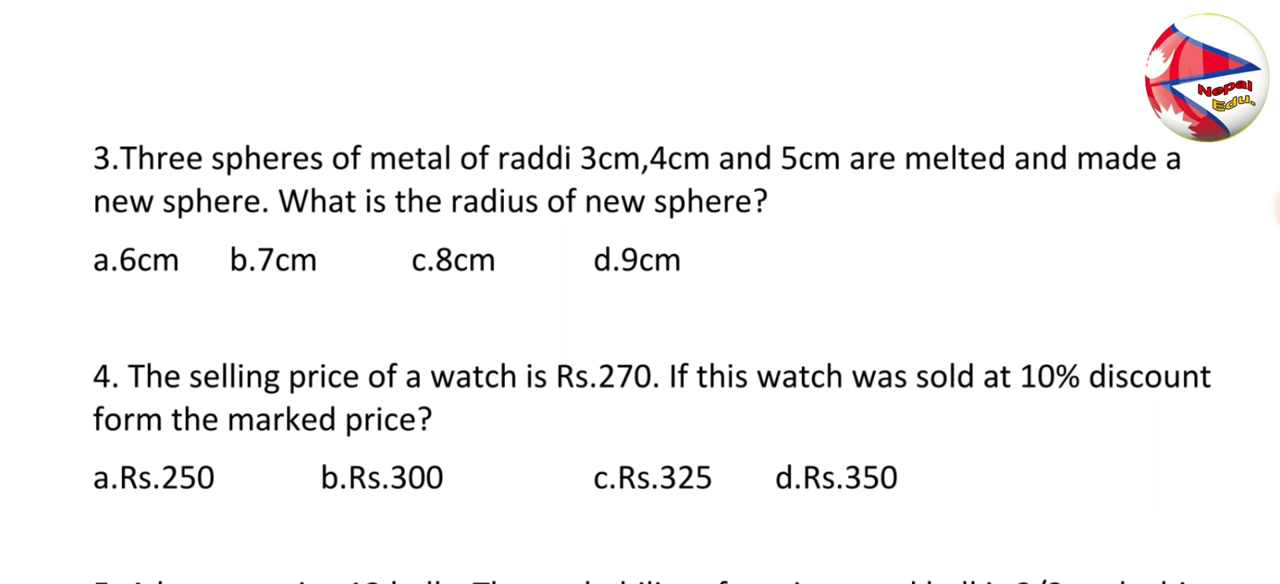 Nepal
Edu.
3.Three spheres of metal of raddi 3cm,4cm and 5cm are melted and made a
new sphere. What is the radius of new sphere?
a.6cm b.7cm c.8cm d.9cm
4. The selling price of a watch is Rs.270. If this watch was sold at 10% discount
form the marked price?
a.Rs.250 b.Rs.300 c.Rs.325 d.Rs.350